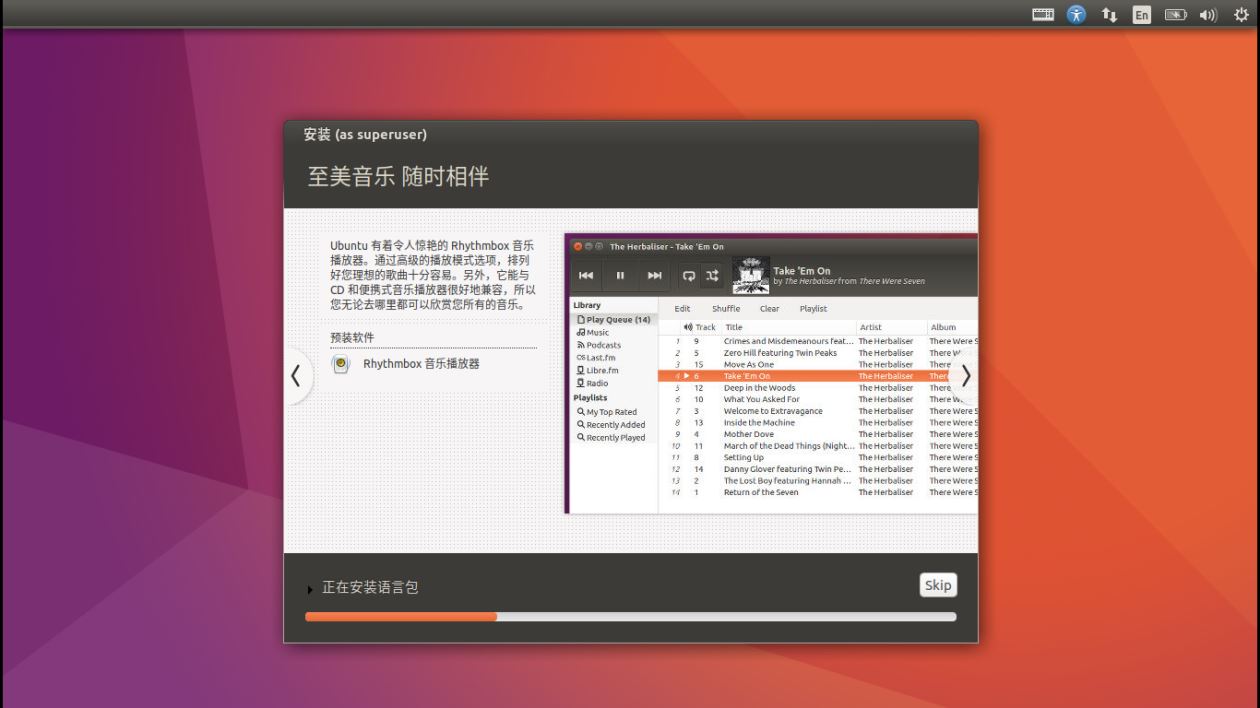 En
安装 (as superuser)
至美音乐 随时相伴
Ubuntu 有着令人惊艳的 Rhythmbox 音乐
播放器。通过高级的播放模式选项，排列
好您理想的歌曲十分容易。另外，它能与
CD 和便携式音乐播放器很好地兼容，所以
您无论去哪里都可以欣赏您所有的音乐。
预装软件
Rhythmbox 音乐播放器
The Herbaliser - Take 'Em On
Take 'Em On
by The Herbaliser from There Were Seven
Library
Play Queue (14)
Music
Podcasts
Last.fm
Libre.fm
Radio
Playlists
My Top Rated
Recently Added
Recently Played
Edit Shuffle Clear Playlist
Track Title Artist Album
1 9 Crimes and Misdemeanours feat... The Herbaliser There Were S
2 5 Zero Hill featuring Twin Peaks The Herbaliser There W
3 15 Move As One The Herbaliser There
4 6 Take 'Em On The Herbaliser There
5 12 Deep in the Woods The Herbaliser There
6 10 What You Asked For The Herbaliser There W
7 3 Welcome to Extravagance The Herbaliser There Were S
8 13 Inside the Machine The Herbaliser There Were S
9 4 Mother Dove The Herbaliser There Were S
10 11 March of the Dead Things (Night... The Herbaliser There Were S
11 8 Setting Up The Herbaliser There Were S
12 14 Danny Glover featuring Twin Pe... The Herbaliser There Were S
13 2 The Lost Boy featuring Hannah ... The Herbaliser There Were S
14 1 Return of the Seven The Herbaliser There Were S
正在安装语言包
Skip